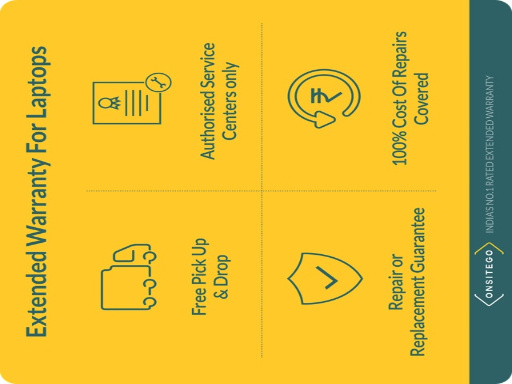 Extended Warranty For Laptops
Free Pick Up
& Drop
Authorised Service
Centers only
Repair or
Replacement Guarantee
100% Cost Of Repairs
Covered
ONSITEGO
INDIA'S NO.1 RATED EXTENDED WARRANTY